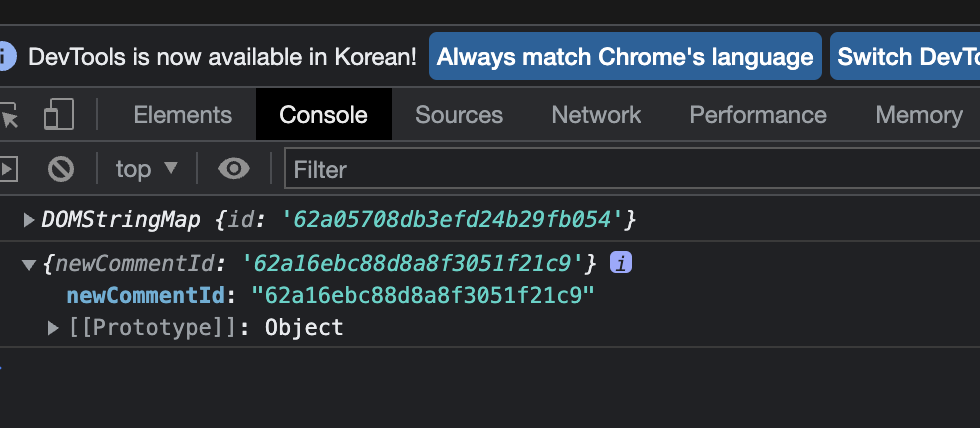 DevTools is now available in Korean! Always match Chrome's language Switch DevTo
Elements Console Sources Network Performance Memory
top Filter
DOMStringMap {id: '62a05708db3efd24b29fb054'}
{newCommentId: '62a16ebc88d8a8f3051f21c9'} i
newCommentId: "62a16ebc88d8a8f3051f21c9"
[[Prototype]]: Object